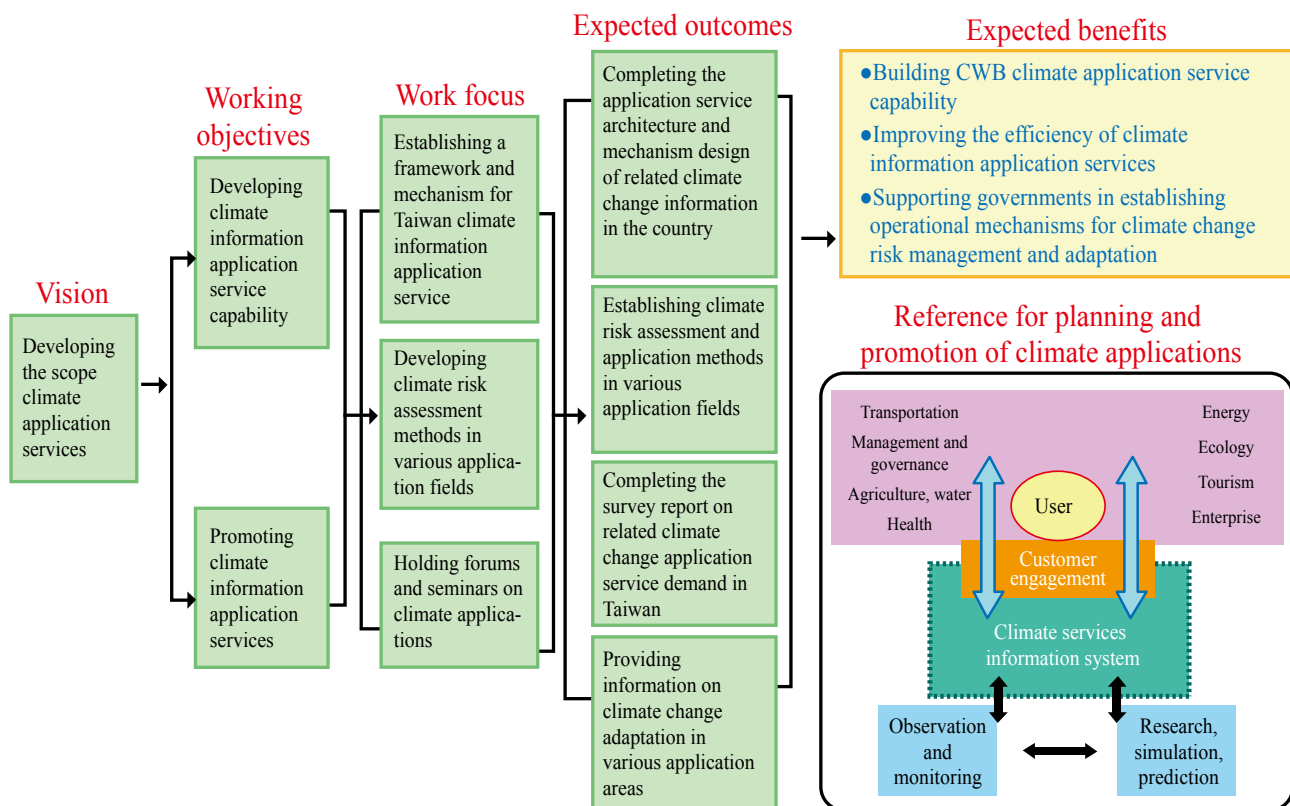 Vision
Developing
the scope
climate
application
services
Working
objectives
Developing
climate
information
application
service
capability
Promoting
climate
information
application
services
Work focus
Establishing a
framework and
mechanism for
Taiwan climate
information
application
service
Developing
climate risk
assessment
methods in
various applica-
tion fields
Holding forums
and seminars on
climate applica-
tions
Expected outcomes
Completing the
application service
architecture and
mechanism design
of related climate
change information
in the country
Establishing climate
risk assessment and
application methods
in various
application fields
Completing the
survey report on
related climate
change application
service demand in
Taiwan
Providing
information on
climate change
adaptation in
various application
areas
Expected benefits
●Building CWB climate application service
capability
●Improving the efficiency of climate
information application services
●Supporting governments in establishing
operational mechanisms for climate change
risk management and adaptation
Reference for planning and
promotion of climate applications
Transportation
Management and
governance
Agriculture, water
Health
Energy
Ecology
Tourism
Enterprise
User
Customer
engagement
Climate services
information system
Observation
and
monitoring
Research,
simulation,
prediction